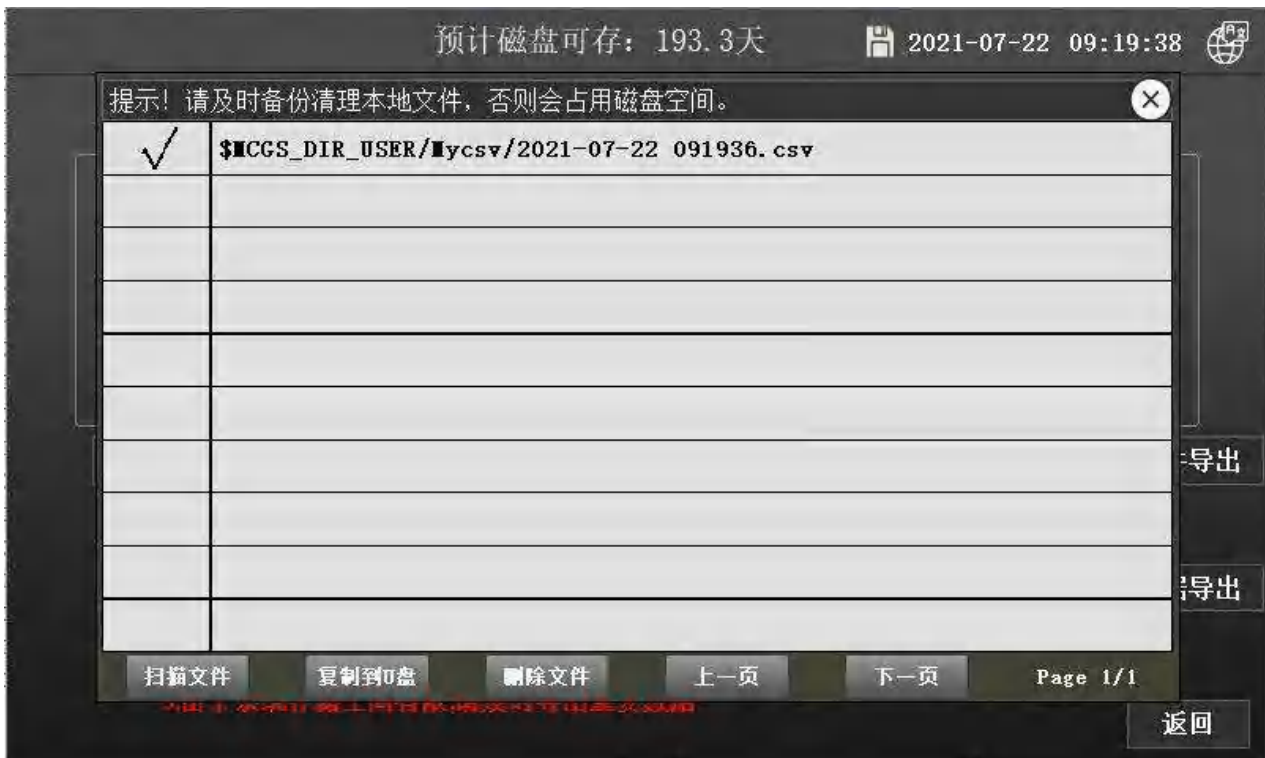 预计磁盘可存：193.3天
2021-07-22 09:19:38
提示！请及时备份清理本地文件，否则会占用磁盘空间。
√ $MCGS_DIR_USER/Mycsv/2021-07-22 091936.csv
导出
导出
扫描文件 复制到U盘 删除文件 上一页 下一页 Page 1/1
返回